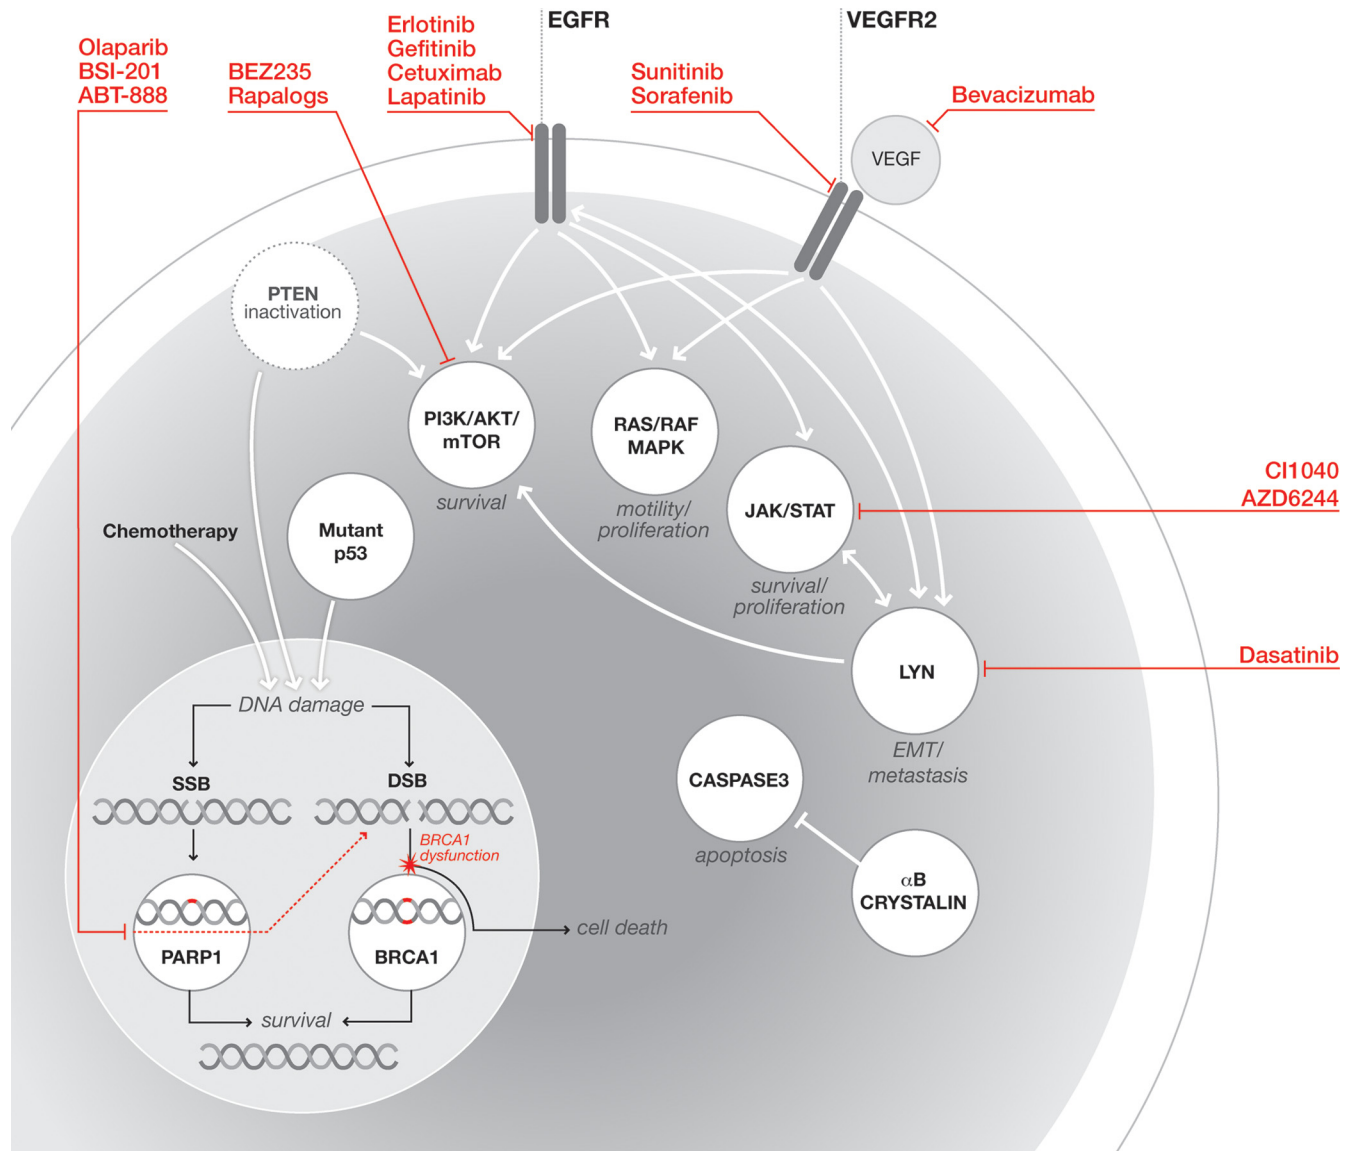 EGFR
VEGFR2
Erlotinib
Gefitinib
Cetuximab
Lapatinib
Olaparib
BSI-201
ABT-888
BEZ235
Rapalogs
Sunitinib
Sorafenib
Bevacizumab
VEGF
PTEN
inactivation
PI3K/AKT/
mTOR
survival
RAS/RAF
MAPK
motility/
proliferation
JAK/STAT
survival/
proliferation
CI1040
AZD6244
Chemotherapy
Mutant
p53
LYN
EMT/
metastasis
Dasatinib
DNA damage
SSB
DSB
BRCA1
dysfunction
CASPASE3
apoptosis
αB
CRYSTALIN
PARP1
BRCA1
cell death
survival